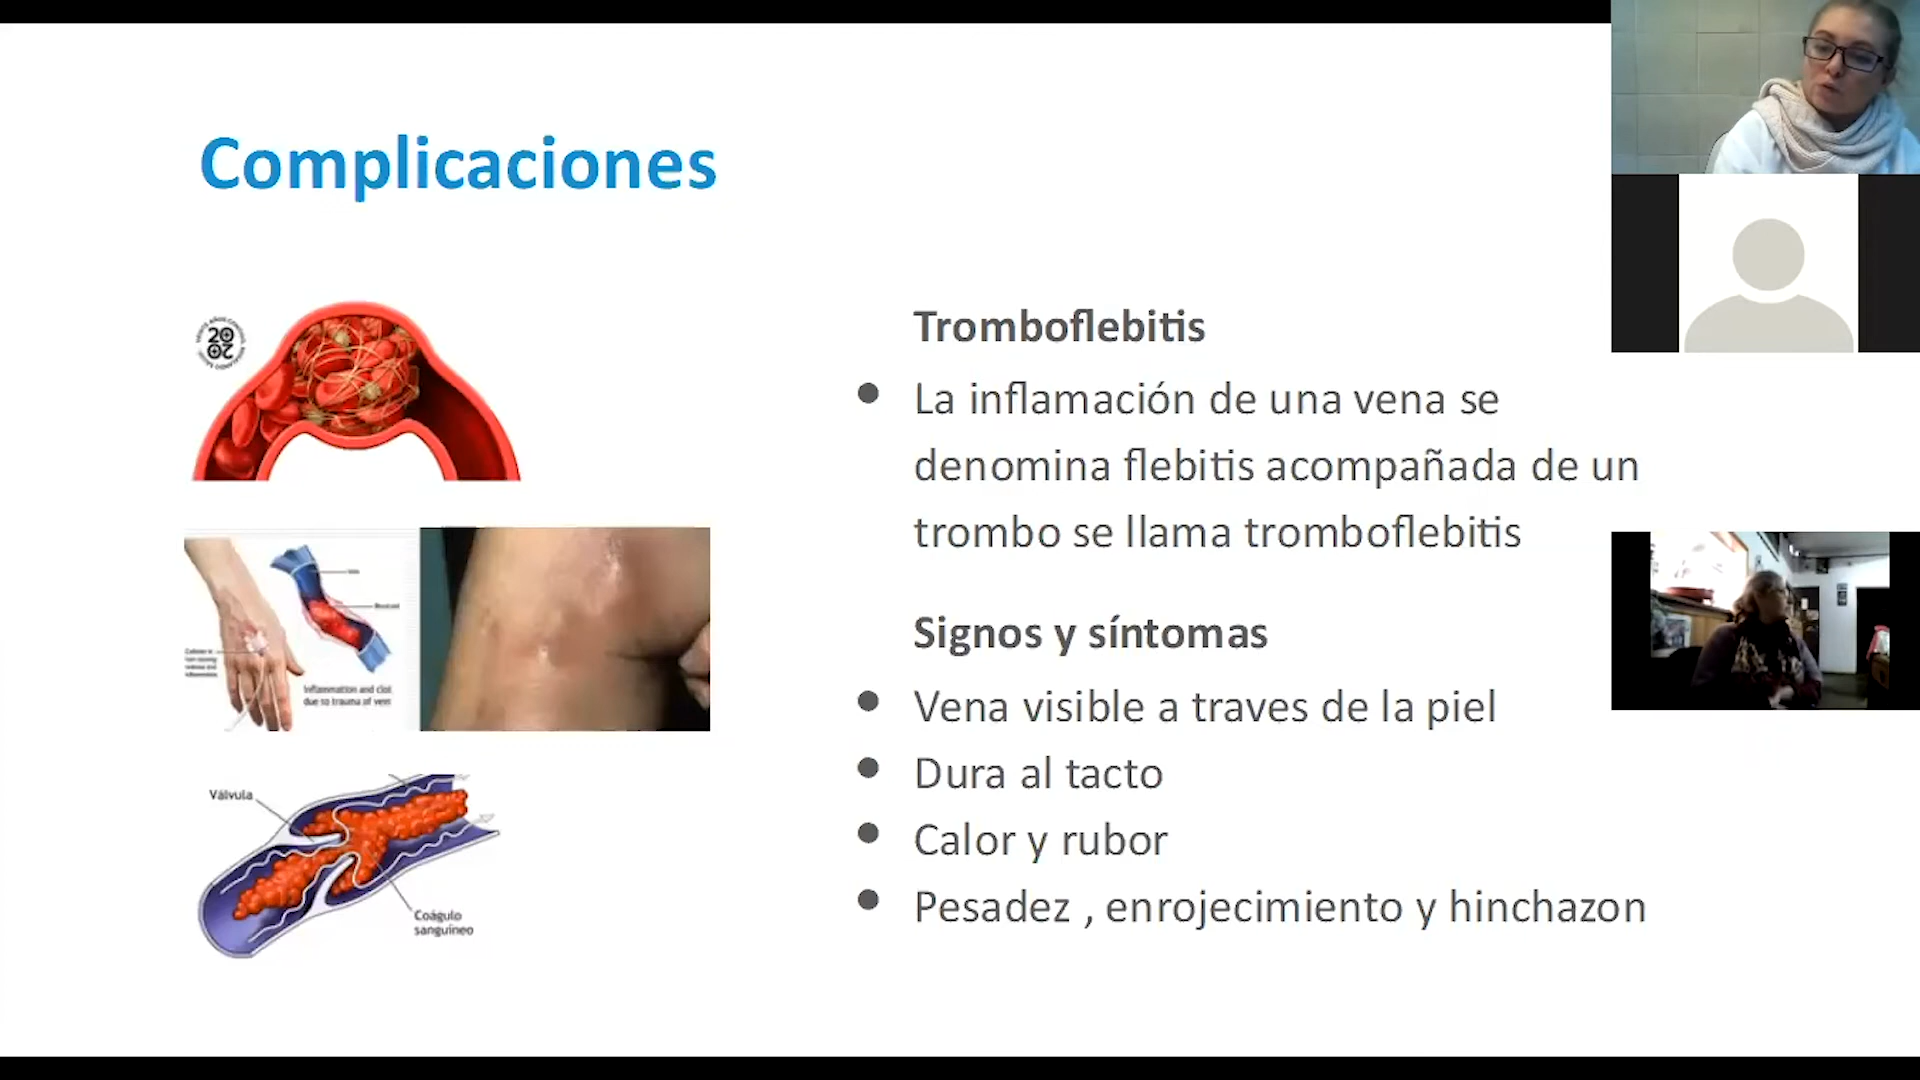 Complicaciones
20
20
Tromboflebitis
La inflamación de una vena se
denomina flebitis acompañada de un
trombo se llama tromboflebitis
Signos y síntomas
Vena visible a traves de la piel
Dura al tacto
Calor y rubor
Pesadez , enrojecimiento y hinchazon
Inflammation and clot
due to trauma of vein
Válvula
Coágulo
sanguíneo